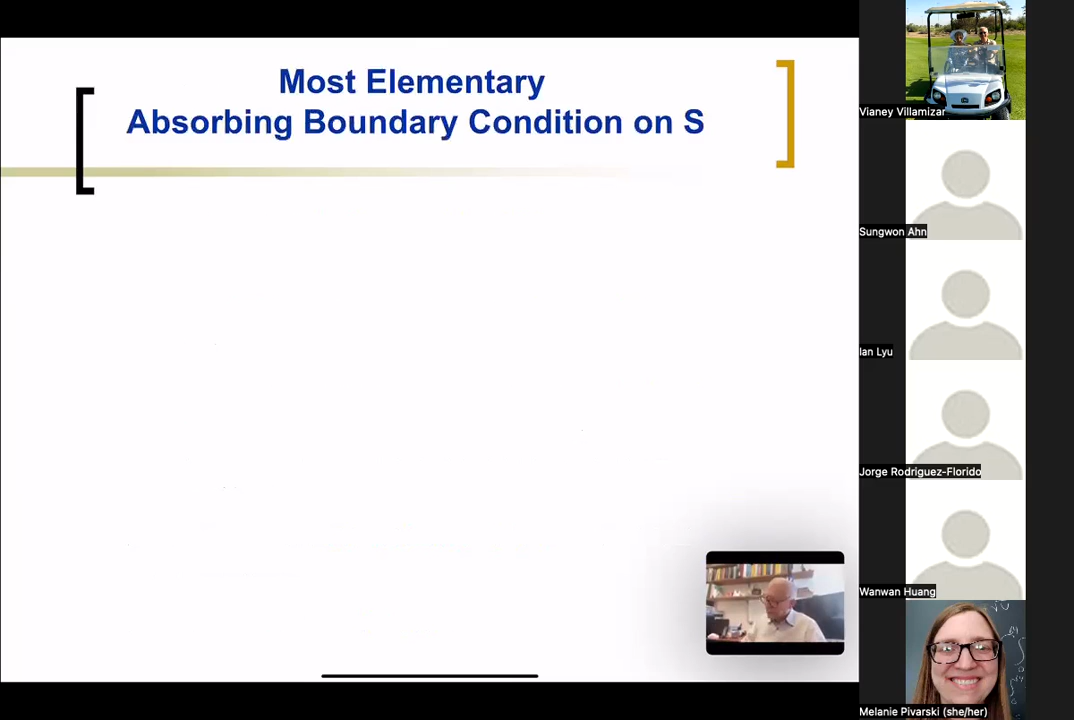 Most Elementary
Absorbing Boundary Condition on S
Vianey Villamizar
Sungwon Ahn
Ian Lyu
Jorge Rodriguez-Florido
Wanwan Huang
Melanie Pivarski (she/her)